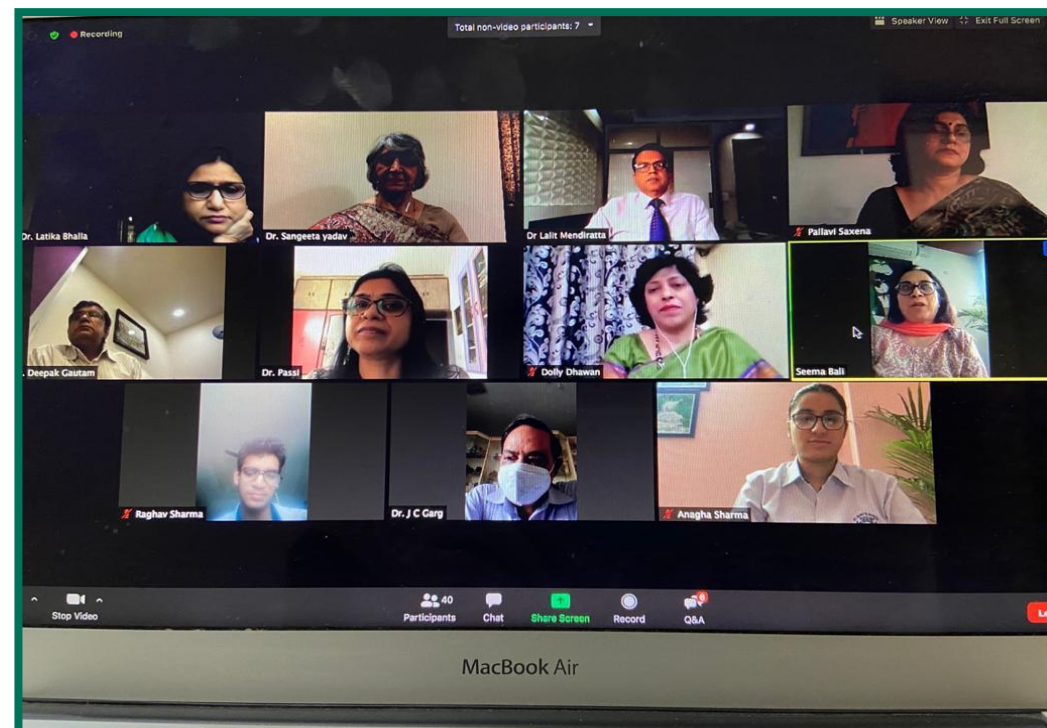 Recording
Total non-video participants: 7
Speaker View
Exit Full Screen
Dr. Latika Bhalla
Dr. Sangeeta yadav
Dr Lalit Mendiratta
Pallavi Saxena
. Deepak Gautam
Dr. Passi
Dolly Dhawan
Seema Bali
Raghav Sharma
Dr. J C Garg
Anagha Sharma
Stop Video
40
Participants
Chat
Share Screen
Record
Q&A
MacBook Air